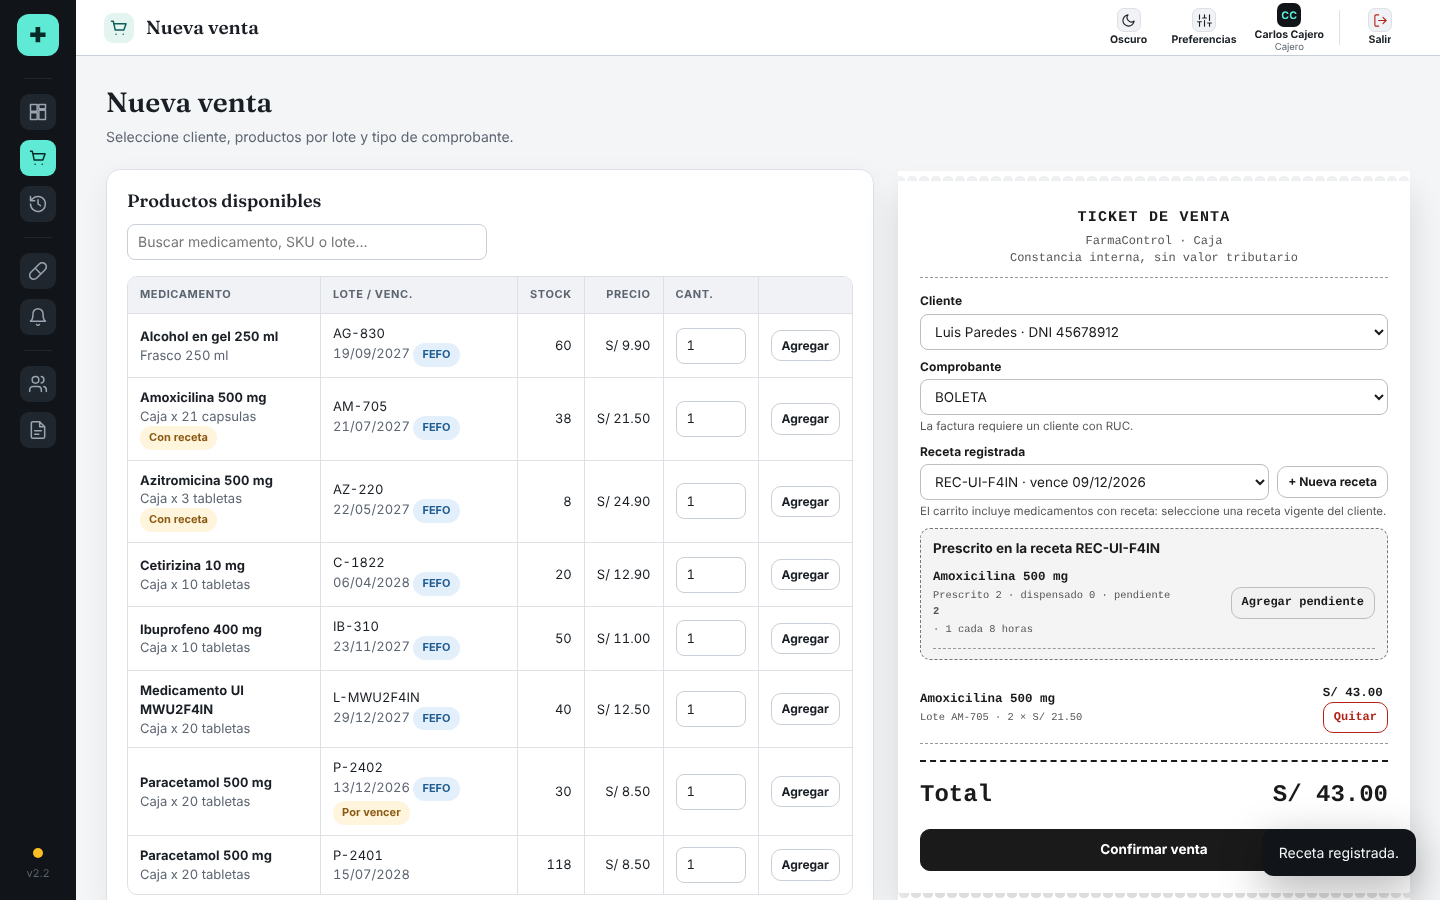 Nueva venta
Oscuro
Preferencias
CC
Carlos Cajero
Cajero
Salir
Nueva venta
Seleccione cliente, productos por lote y tipo de comprobante.
Productos disponibles
Buscar medicamento, SKU o lote...
MEDICAMENTO LOTE / VENC. STOCK PRECIO CANT.
Alcohol en gel 250 ml
Frasco 250 ml
AG-830
19/09/2027 FEFO
60 S/ 9.90 1 Agregar
Amoxicilina 500 mg
Caja x 21 capsulas
Con receta
AM-705
21/07/2027 FEFO
38 S/ 21.50 1 Agregar
Azitromicina 500 mg
Caja x 3 tabletas
Con receta
AZ-220
22/05/2027 FEFO
8 S/ 24.90 1 Agregar
Cetirizina 10 mg
Caja x 10 tabletas
C-1822
06/04/2028 FEFO
20 S/ 12.90 1 Agregar
Ibuprofeno 400 mg
Caja x 10 tabletas
IB-310
23/11/2027 FEFO
50 S/ 11.00 1 Agregar
Medicamento UI
MWU2F4IN
Caja x 20 tabletas
L-MWU2F4IN
29/12/2027 FEFO
40 S/ 12.50 1 Agregar
Paracetamol 500 mg
Caja x 20 tabletas
P-2402
13/12/2026 FEFO
Por vencer
30 S/ 8.50 1 Agregar
Paracetamol 500 mg
Caja x 20 tabletas
P-2401
15/07/2028
118 S/ 8.50 1 Agregar
TICKET DE VENTA
FarmaControl · Caja
Constancia interna, sin valor tributario
Cliente
Luis Paredes · DNI 45678912
Comprobante
BOLETA
La factura requiere un cliente con RUC.
Receta registrada
REC-UI-F4IN · vence 09/12/2026
+ Nueva receta
El carrito incluye medicamentos con receta: seleccione una receta vigente del cliente.
Prescrito en la receta REC-UI-F4IN
Amoxicilina 500 mg
Prescrito 2 · dispensado 0 · pendiente
2
· 1 cada 8 horas
Agregar pendiente
Amoxicilina 500 mg
Lote AM-705 · 2 × S/ 21.50
S/ 43.00
Quitar
Total S/ 43.00
Confirmar venta
Receta registrada.
v2.2